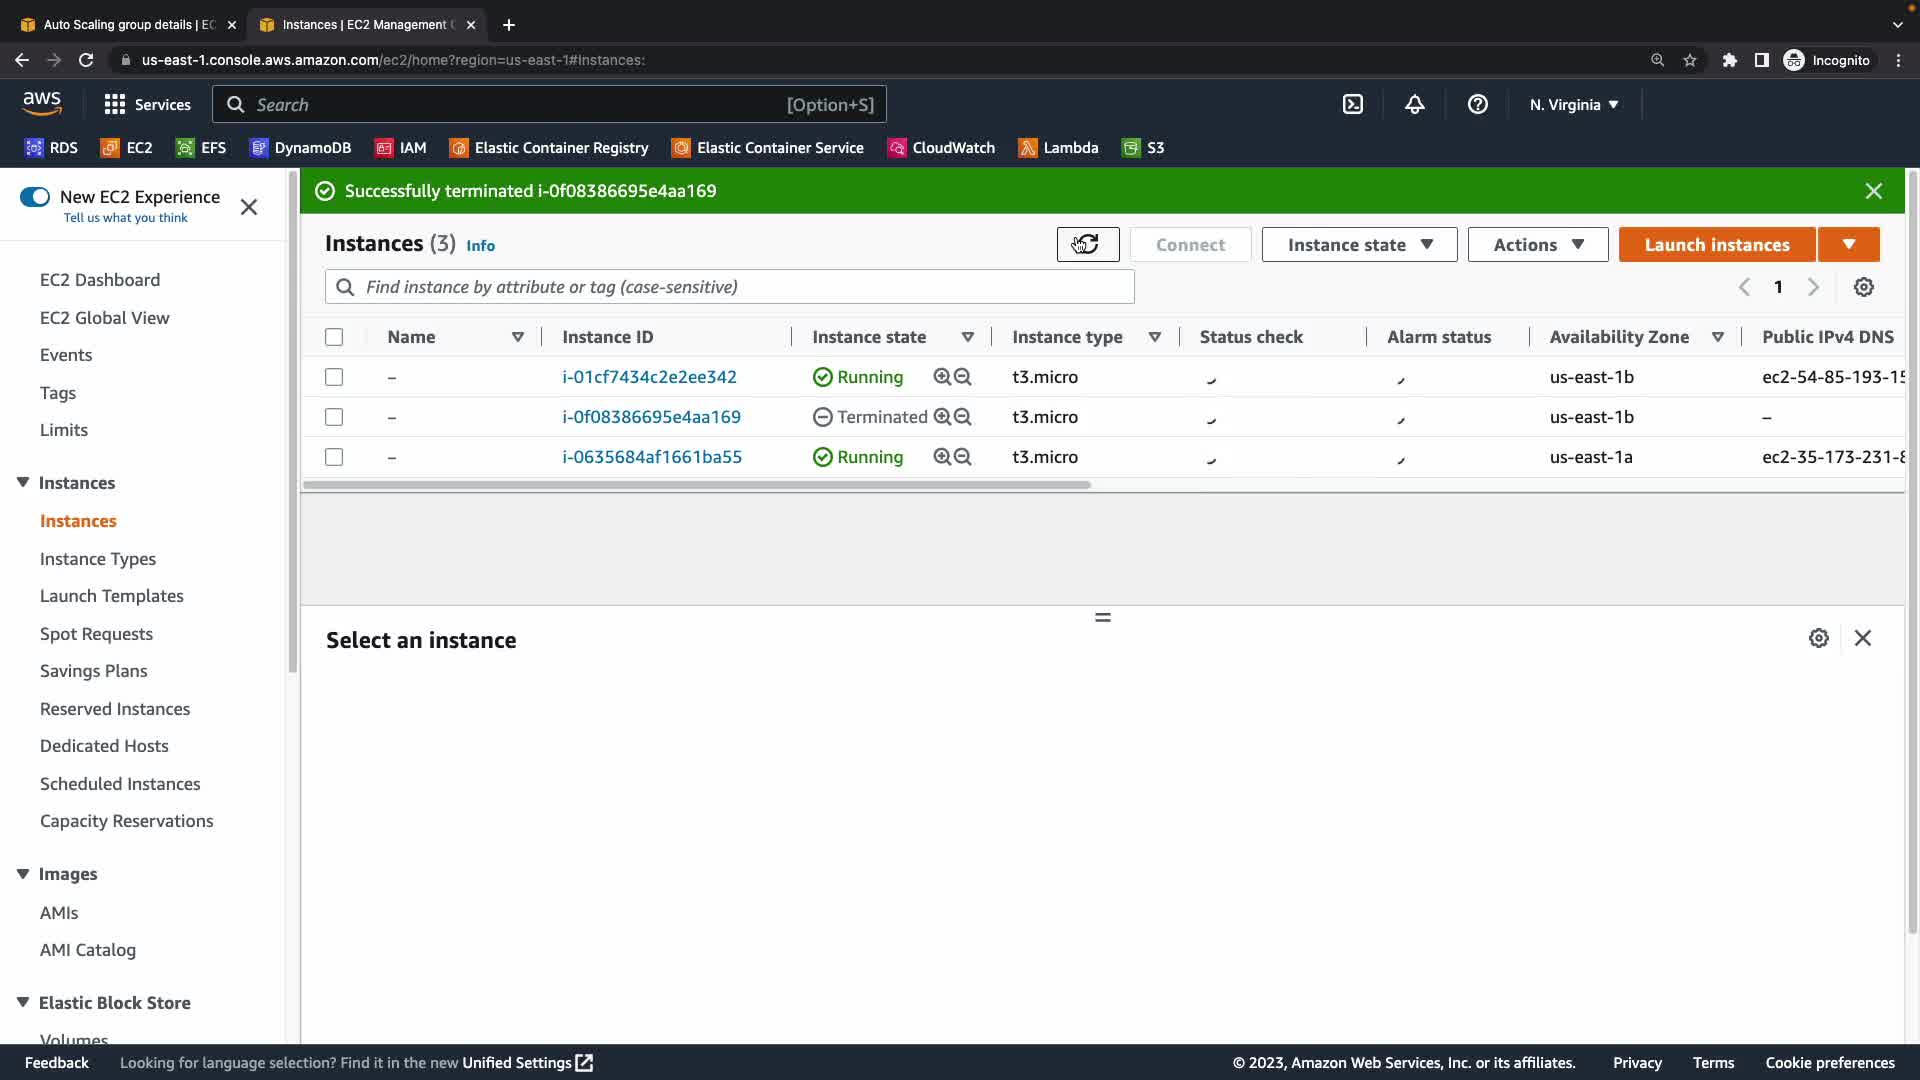 Auto Scaling group details | EC
Instances | EC2 Management C
us-east-1.console.aws.amazon.com/ec2/home?region=us-east-1#Instances:
Incognito
aws
Services
Search
[Option+S]
N. Virginia
RDS
EC2
EFS
DynamoDB
IAM
Elastic Container Registry
Elastic Container Service
CloudWatch
Lambda
S3
New EC2 Experience
Tell us what you think
EC2 Dashboard
EC2 Global View
Events
Tags
Limits
Instances
Instances
Instance Types
Launch Templates
Spot Requests
Savings Plans
Reserved Instances
Dedicated Hosts
Scheduled Instances
Capacity Reservations
Images
AMIs
AMI Catalog
Elastic Block Store
Volumes
Successfully terminated i-0f08386695e4aa169
Instances (3) Info
Connect
Instance state
Actions
Launch instances
Find instance by attribute or tag (case-sensitive)
1
Name Instance ID Instance state Instance type Status check Alarm status Availability Zone Public IPv4 DNS
– i-01cf7434c2e2ee342 Running t3.micro us-east-1b ec2-54-85-193-15
– i-0f08386695e4aa169 Terminated t3.micro us-east-1b –
– i-0635684af1661ba55 Running t3.micro us-east-1a ec2-35-173-231-8
Select an instance
Feedback
Looking for language selection? Find it in the new Unified Settings
© 2023, Amazon Web Services, Inc. or its affiliates.
Privacy
Terms
Cookie preferences